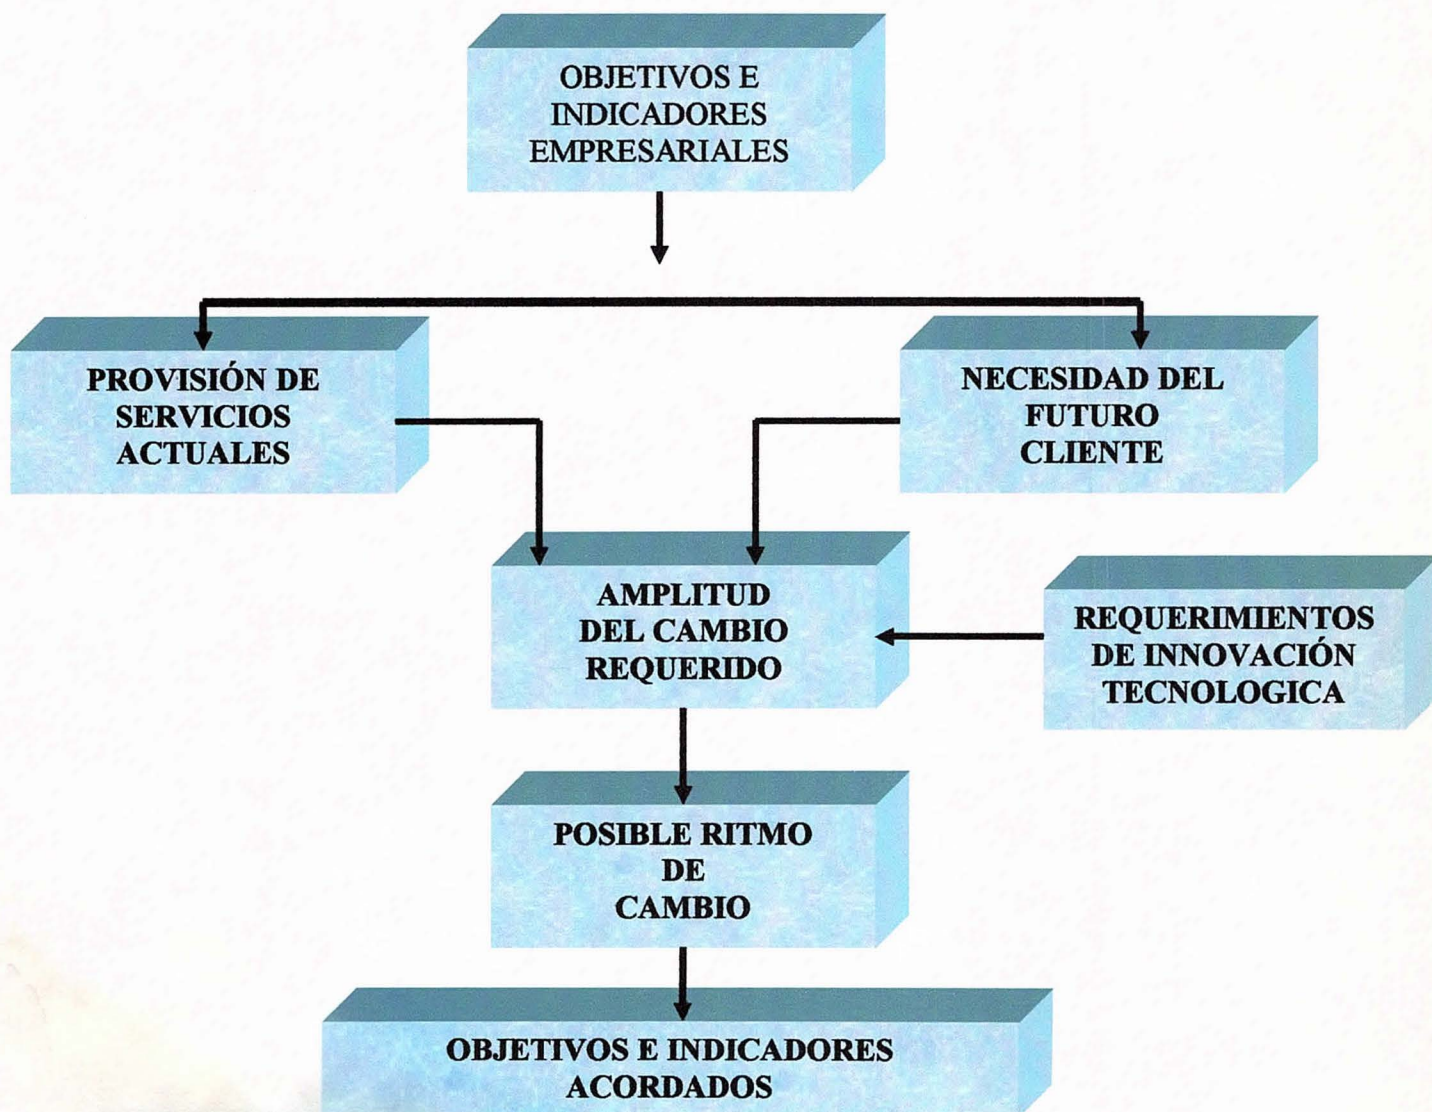 OBJETIVOS E
INDICADORES
EMPRESARIALES
PROVISIÓN DE
SERVICIOS
ACTUALES
NECESIDAD DEL
FUTURO
CLIENTE
AMPLITUD
DEL CAMBIO
REQUERIDO
REQUERIMIENTOS
DE INNOVACIÓN
TECNOLOGICA
POSIBLE RITMO
DE
CAMBIO
OBJETIVOS E INDICADORES
ACORDADOS